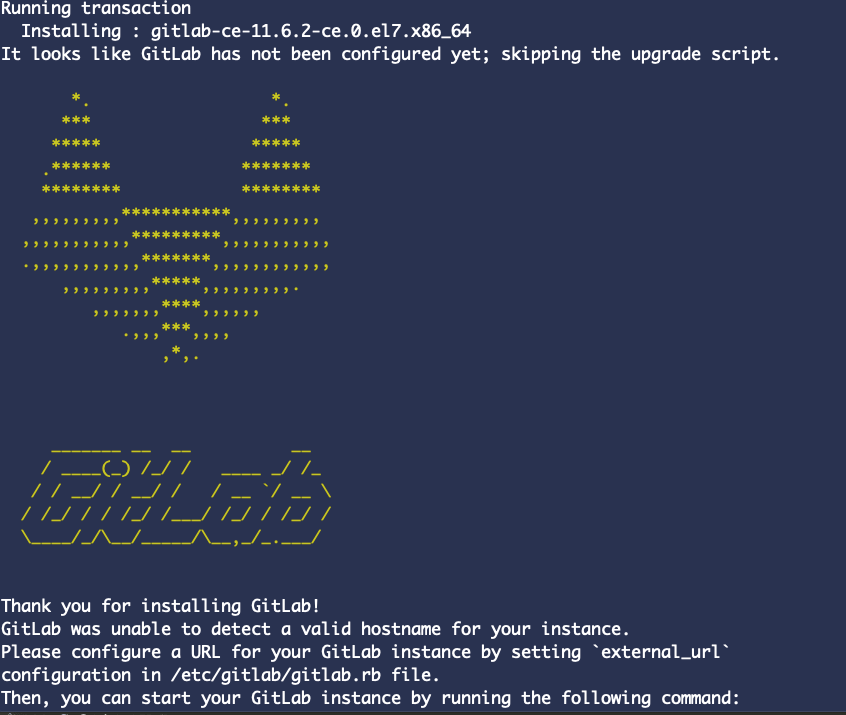 Running transaction
  Installing : gitlab-ce-11.6.2-ce.0.el7.x86_64
It looks like GitLab has not been configured yet; skipping the upgrade script.

       *.                  *.
      ***                 ***
     *****               *****
    .******             *******
    ********            ********
   ,,,,,,,,,***********,,,,,,,,,
  ,,,,,,,,,,,*********,,,,,,,,,,,
  .,,,,,,,,,,,*******,,,,,,,,,,,,
      ,,,,,,,,,*****,,,,,,,,,.
         ,,,,,,,****,,,,,,
            .,,,***,,,,
                ,*,.

     _______ __  __          __
    / ____(_) /_/ /   ____ _/ /_
   / / __/ / __/ /   / __ `/ __ \
  / /_/ / / /_/ /___/ /_/ / /_/ /
  \____/_/\__/_____/\__,_/_.___/

Thank you for installing GitLab!
GitLab was unable to detect a valid hostname for your instance.
Please configure a URL for your GitLab instance by setting `external_url`
configuration in /etc/gitlab/gitlab.rb file.
Then, you can start your GitLab instance by running the following command: